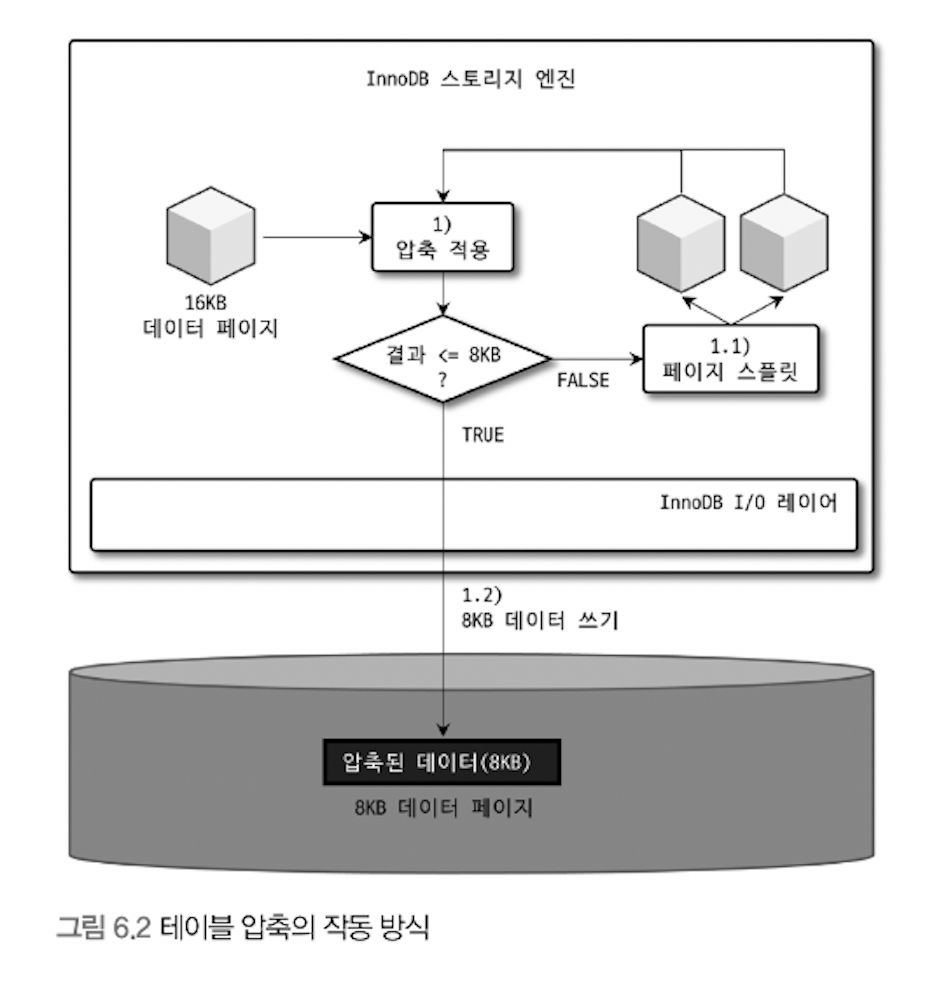 InnoDB 스토리지 엔진
1)
압축 적용
16KB
데이터 페이지
결과 <= 8KB
?
FALSE
1.1)
페이지 스플릿
TRUE
InnoDB I/O 레이어
1.2)
8KB 데이터 쓰기
압축된 데이터(8KB)
8KB 데이터 페이지
그림 6.2 테이블 압축의 작동 방식